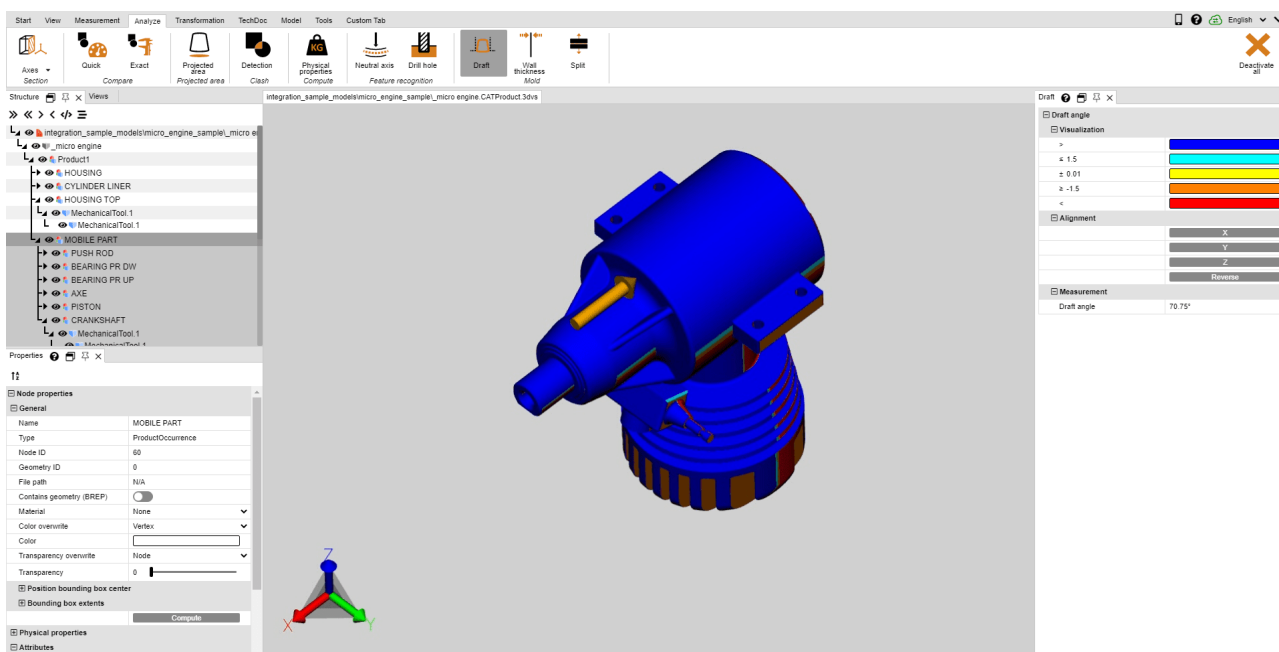 Start View Measurement Analyze Transformation TechDoc Model Tools Custom Tab English
Axes Quick Exact Projected area Detection KG Physical properties Neutral axis Drill hole Draft Wall thickness Split Deactivate all
Section Compare Projected area Clash Compute Feature recognition Mold
Structure Views
integration_sample_models\micro_engine_sample\_micro engine.CATProduct.3dvs
integration_sample_models\micro_engine_sample\_micro en
_micro engine
Product1
HOUSING
CYLINDER LINER
HOUSING TOP
MechanicalTool.1
MechanicalTool.1
MOBILE PART
PUSH ROD
BEARING PR DW
BEARING PR UP
AXE
PISTON
CRANKSHAFT
MechanicalTool.1
MechanicalTool.1
Properties
Node properties
General
Name MOBILE PART
Type ProductOccurrence
Node ID 60
Geometry ID 0
File path N/A
Contains geometry (BREP)
Material None
Color overwrite Vertex
Color
Transparency overwrite Node
Transparency 0
Position bounding box center
Bounding box extents
Compute
Physical properties
Attributes
Z
X
Y
Draft
Draft angle
Visualization
>
≤ 1.5
± 0.01
≥ -1.5
<
Alignment
X
Y
Z
Reverse
Measurement
Draft angle 70.75°